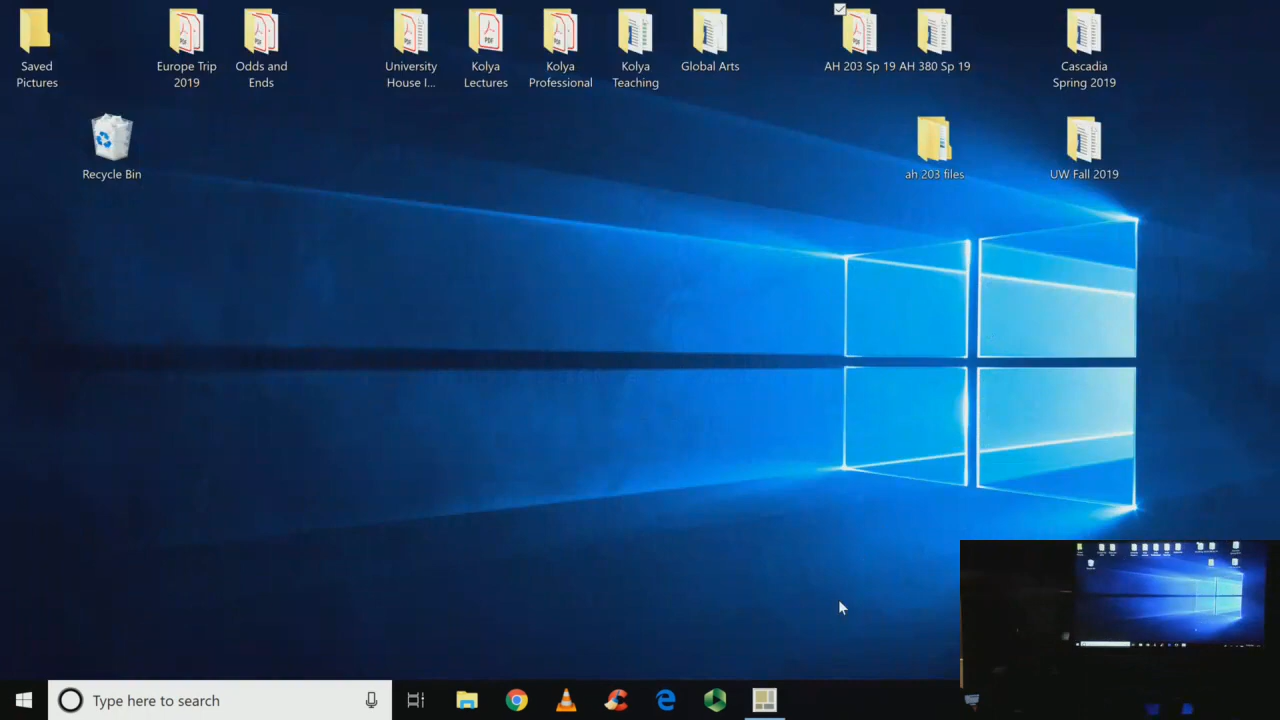 Saved
Pictures
Europe Trip
2019
Odds and
Ends
University
House I...
Kolya
Lectures
Kolya
Professional
Kolya
Teaching
Global Arts
AH 203 Sp 19
AH 380 Sp 19
Cascadia
Spring 2019
Recycle Bin
ah 203 files
UW Fall 2019
PDF
PDF
Type here to search